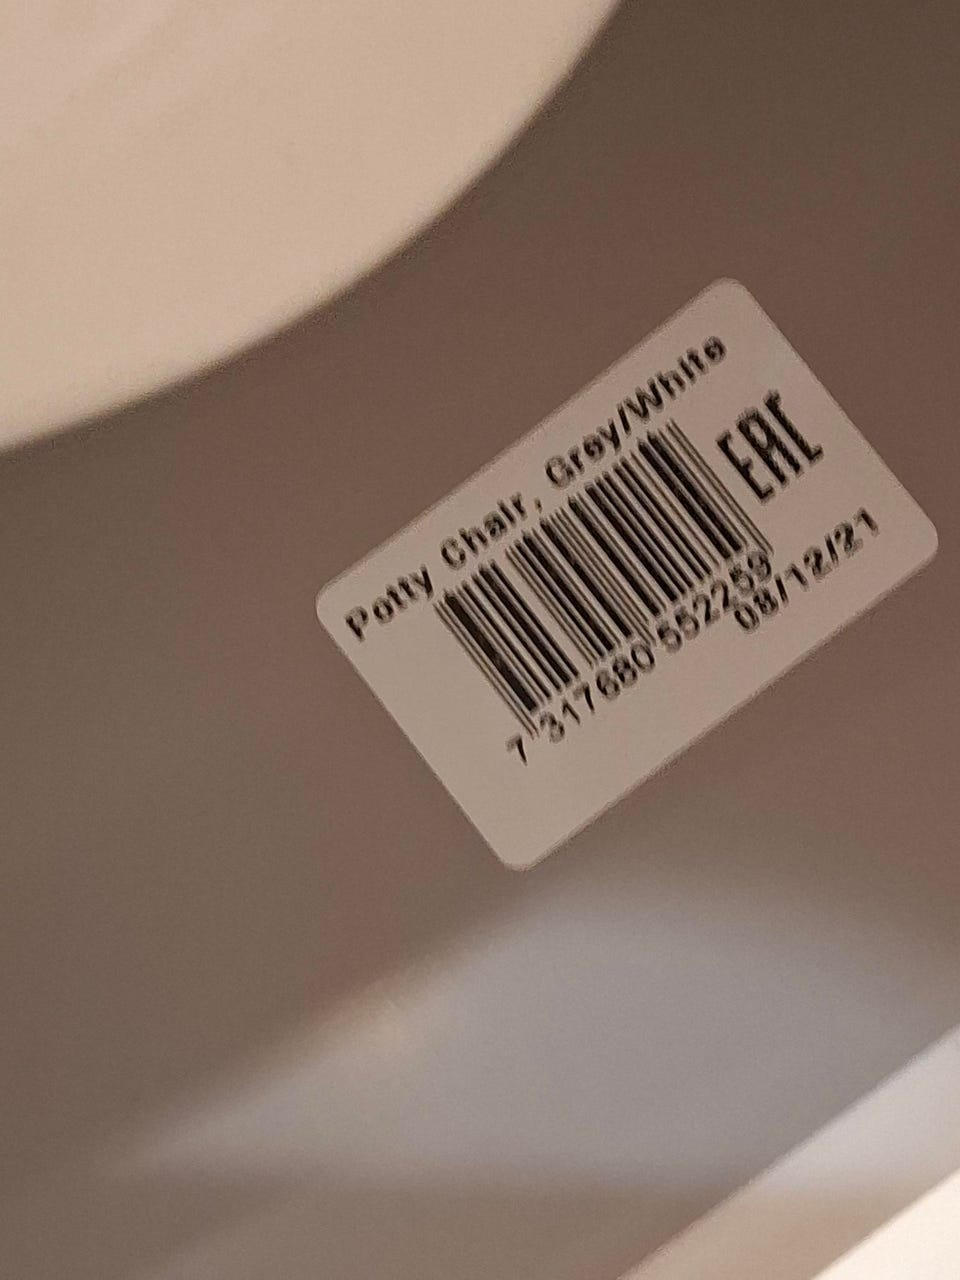 Potty Chair, Grey/White
EAC
7 317680 552259
08/12/21